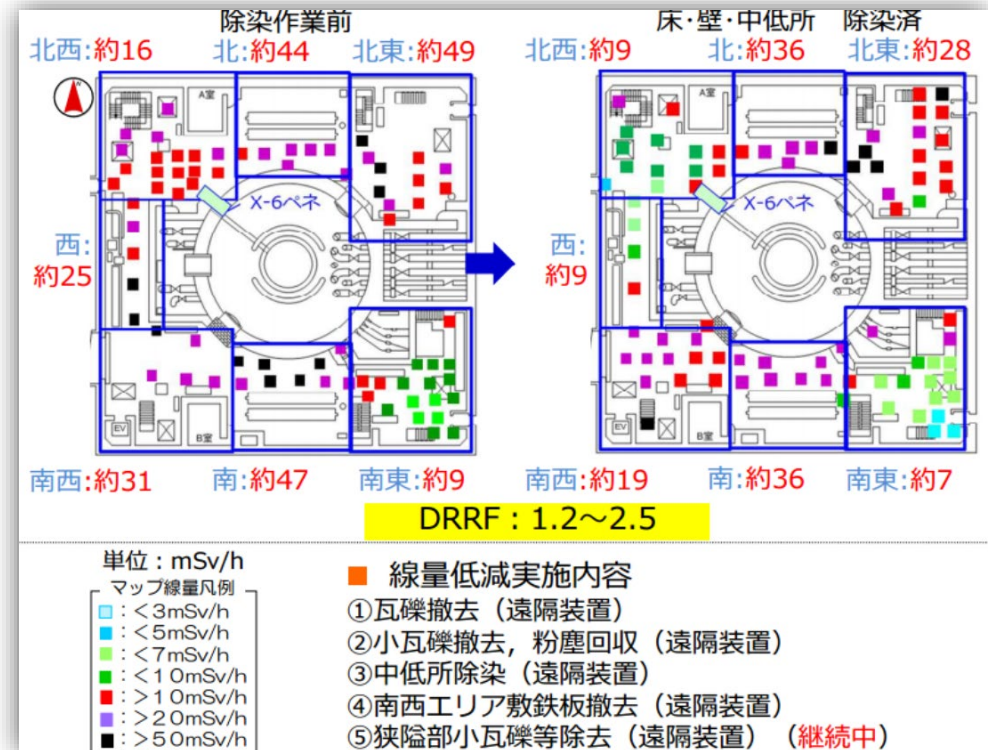 除染作業前
床・壁・中低所　除染済
北西:約16
北:約44
北東:約49
北西:約9
北:約36
北東:約28
N
A室
X-6ペネ
西:
約25
EV
B室
A室
X-6ペネ
西:
約9
EV
B室
南西:約31
南:約47
南東:約9
南西:約19
南:約36
南東:約7
DRRF：1.2～2.5
単位：mSv/h
マップ線量凡例
：<3mSv/h
：<5mSv/h
：<7mSv/h
：<10mSv/h
：>10mSv/h
：>20mSv/h
：>50mSv/h
■ 線量低減実施内容
①瓦礫撤去（遠隔装置）
②小瓦礫撤去，粉塵回収（遠隔装置）
③中低所除染（遠隔装置）
④南西エリア敷鉄板撤去（遠隔装置）
⑤狭隘部小瓦礫等除去（遠隔装置）（継続中）